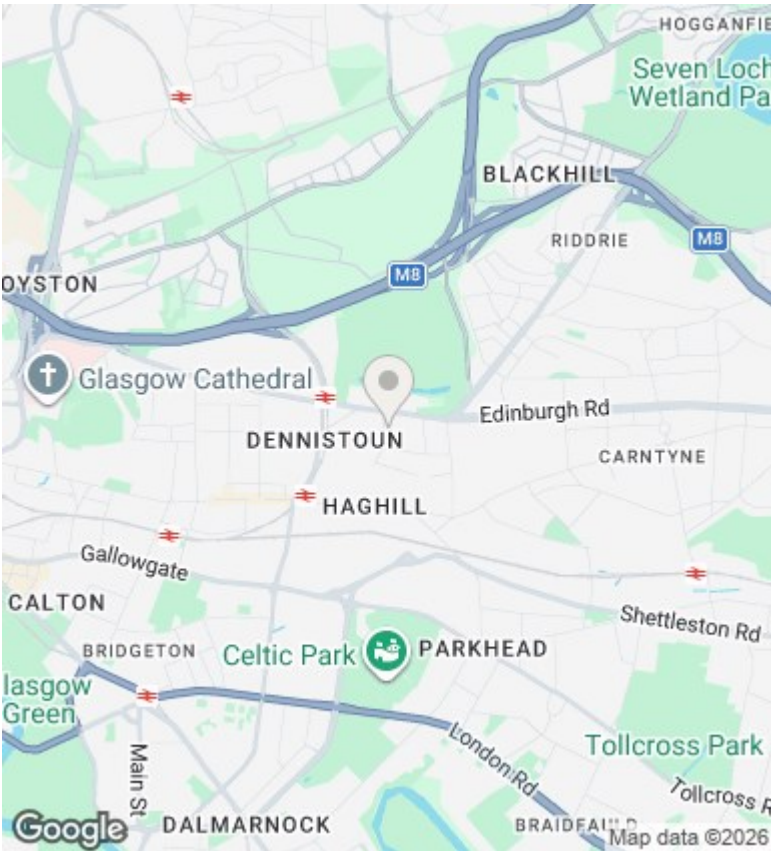 HOGGANFIE
Seven Loch
Wetland Pa
BLACKHILL
RIDDRIE
M8
M8
OYSTON
Glasgow Cathedral
Edinburgh Rd
DENNISTOUN
CARNTYNE
HAGHILL
Gallowgate
CALTON
Shettleston Rd
BRIDGETON
Celtic Park
PARKHEAD
lasgow
Green
London Rd
Tollcross Park
Main St
Tollcross R
Google
DALMARNOCK
BRAIDFAULD
Map data ©2026